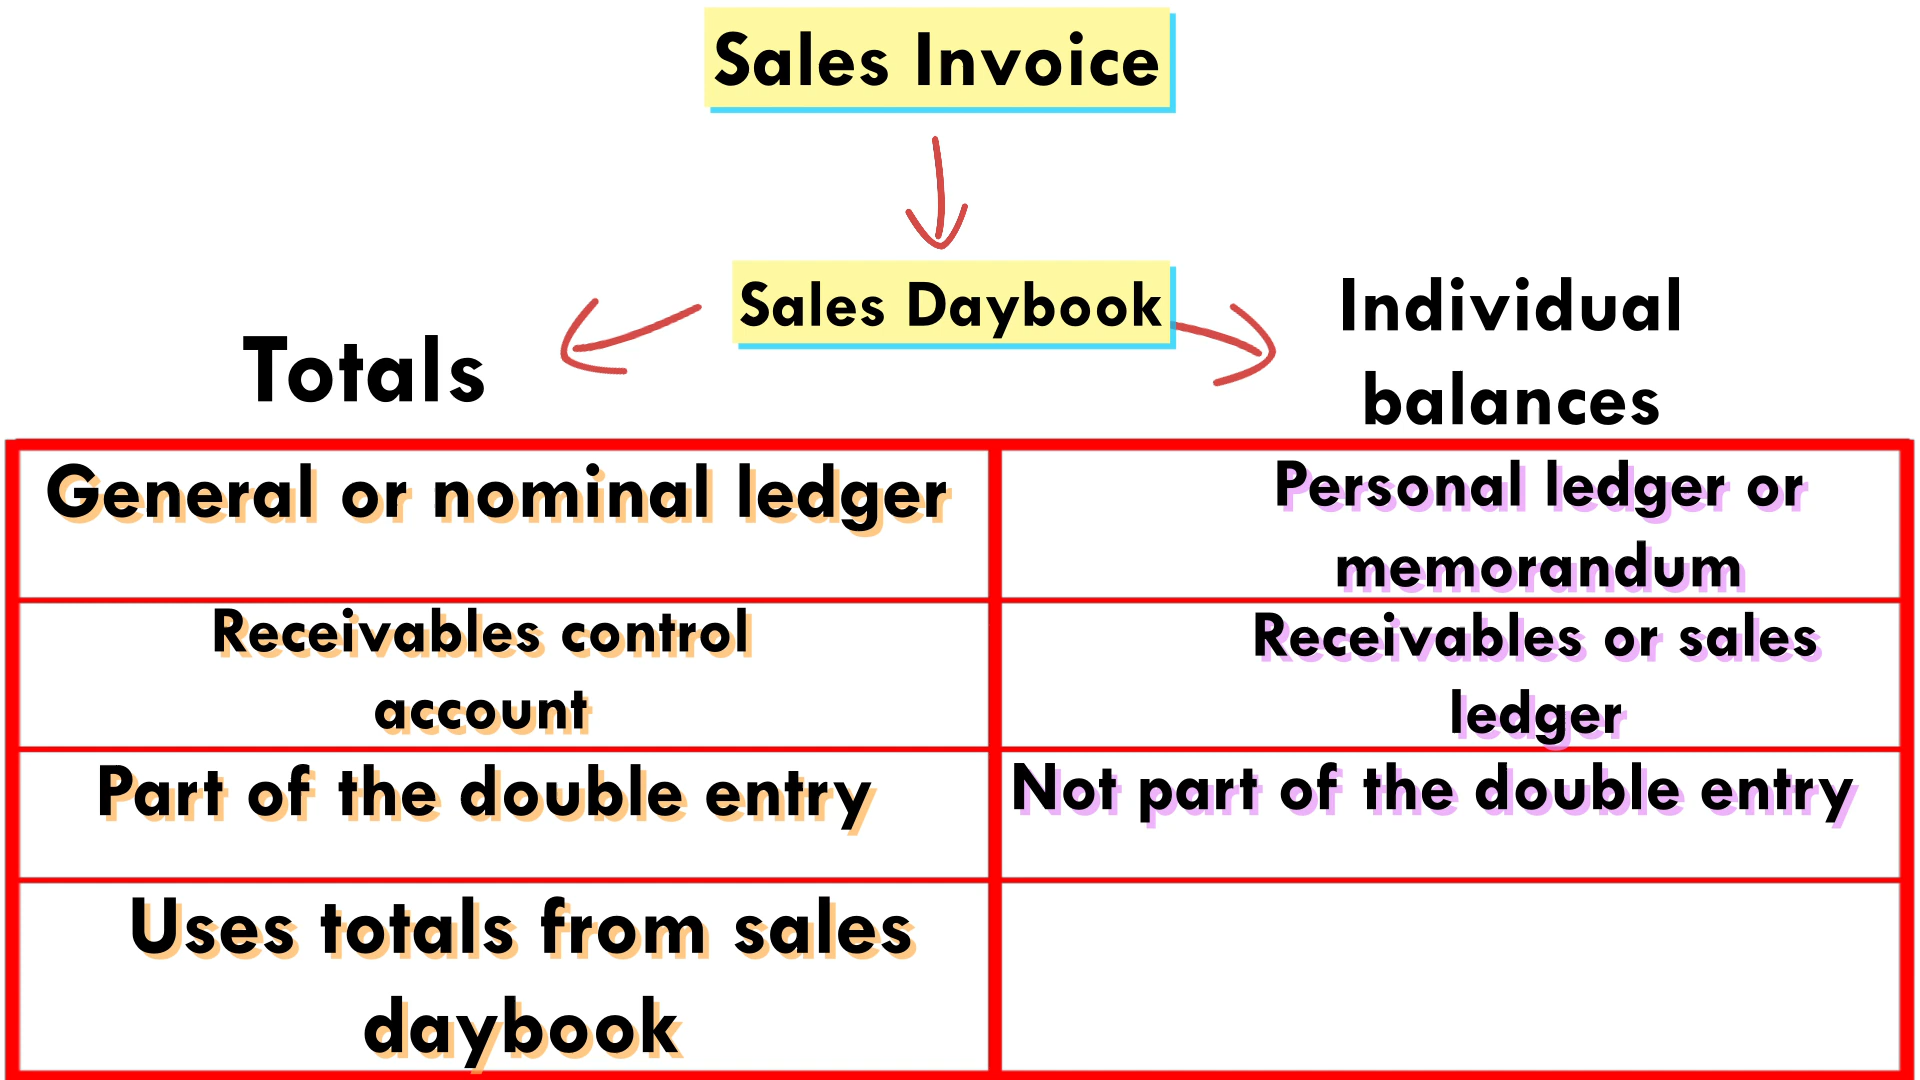 Sales Invoice
Sales Daybook
Totals
Individual
balances
General or nominal ledger
Personal ledger or
memorandum
Receivables control
account
Receivables or sales
ledger
Part of the double entry
Not part of the double entry
Uses totals from sales
daybook